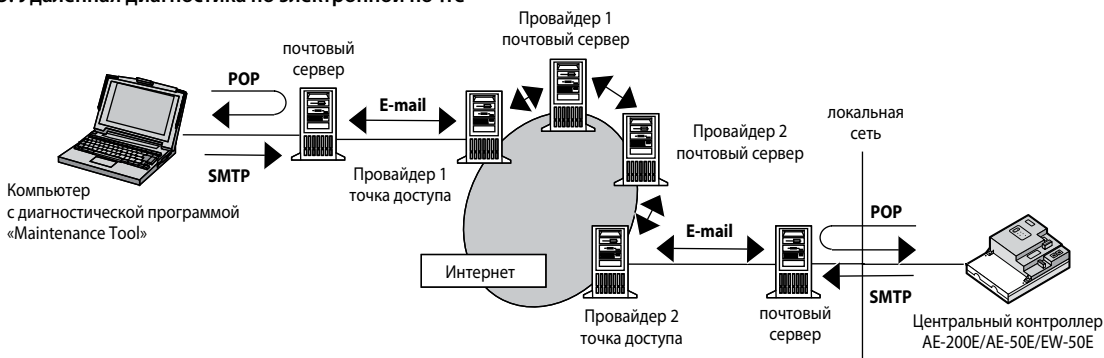 Удаленная диагностика по электронной почте
Провайдер 1
почтовый сервер
почтовый
сервер
POP
E-mail
SMTP
Провайдер 1
точка доступа
Компьютер
с диагностической программой
«Maintenance Tool»
Провайдер 2
почтовый сервер
локальная
сеть
Интернет
E-mail
POP
SMTP
Провайдер 2
точка доступа
почтовый
сервер
Центральный контроллер
AE-200E/AE-50E/EW-50E